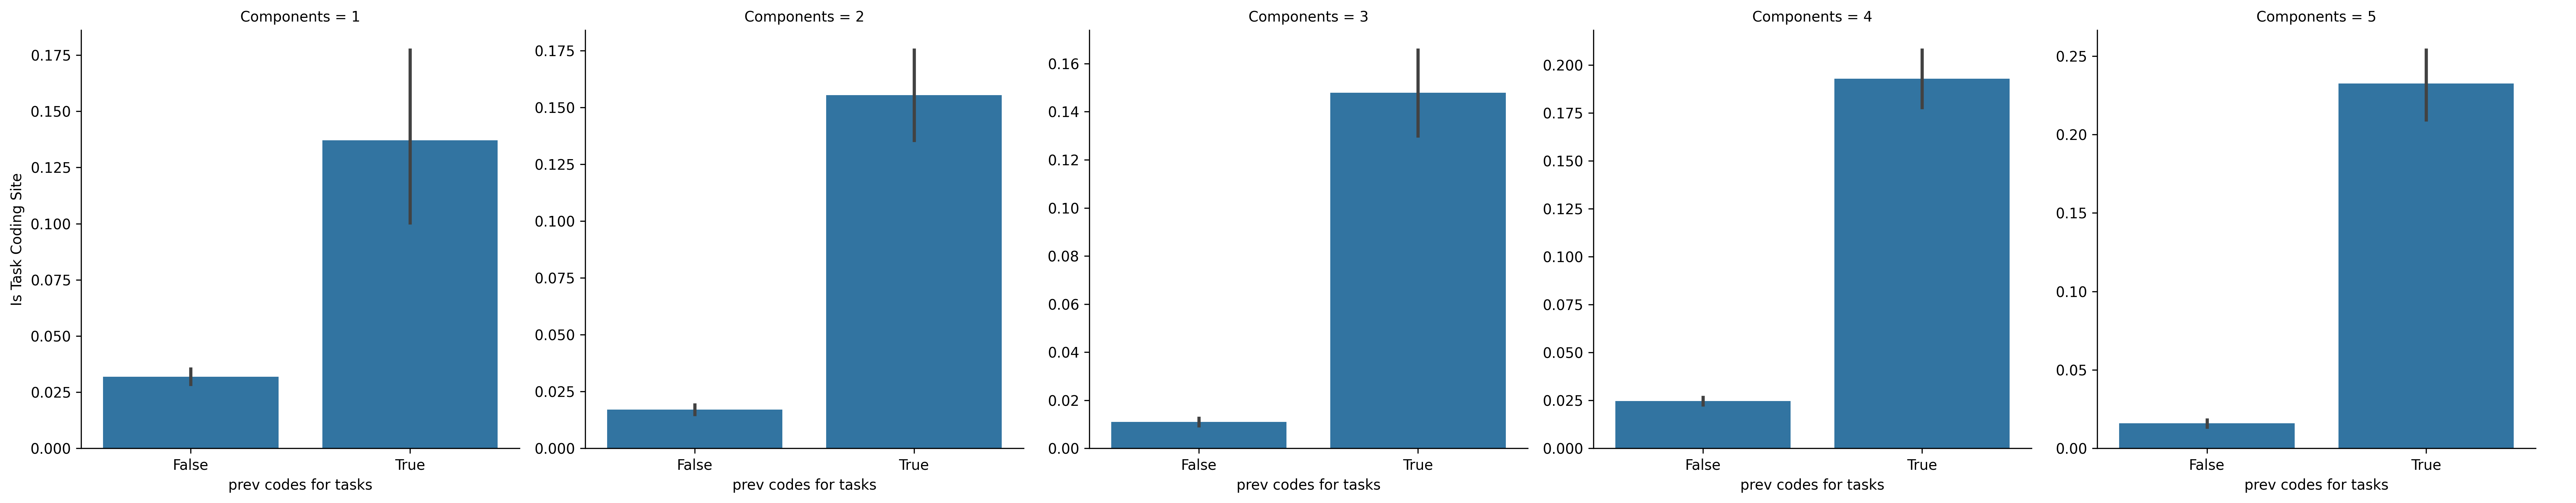 Components = 1
Components = 2
Components = 3
Components = 4
Components = 5
Is Task Coding Site
0.175
0.150
0.125
0.100
0.075
0.050
0.025
0.000
False
True
prev codes for tasks
0.175
0.150
0.125
0.100
0.075
0.050
0.025
0.000
False
True
prev codes for tasks
0.16
0.14
0.12
0.10
0.08
0.06
0.04
0.02
0.00
False
True
prev codes for tasks
0.200
0.175
0.150
0.125
0.100
0.075
0.050
0.025
0.000
False
True
prev codes for tasks
0.25
0.20
0.15
0.10
0.05
0.00
False
True
prev codes for tasks